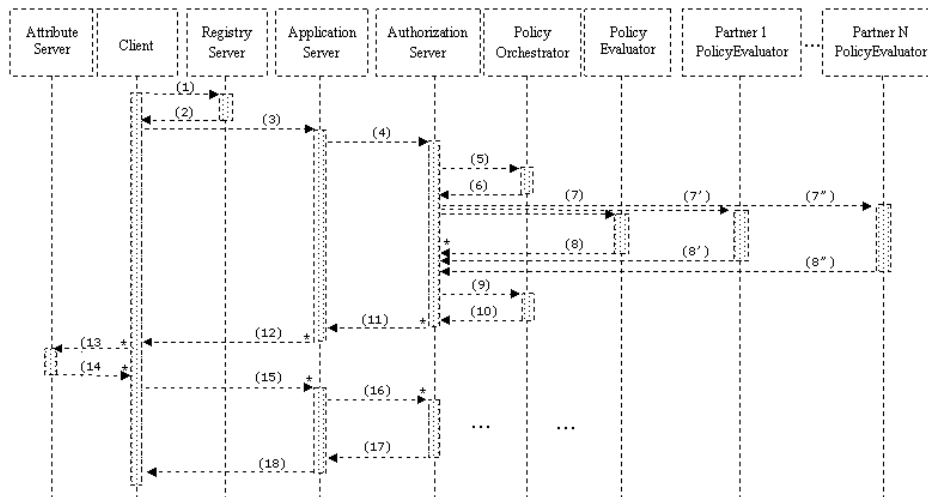 Attribute
Server
Client
Registry
Server
Application
Server
Authorization
Server
Policy
Orchestrator
Policy
Evaluator
Partner 1
PolicyEvaluator
...
Partner N
PolicyEvaluator
(1)
(2)
(3)
(4)
(5)
(6)
(7)
(7')
(7")
* (8)
(8')
(8")
(9)
(10)
(11) *
(12) *
(13 *
(14 *
(15) *
(16) *
... ...
(17)
(18)